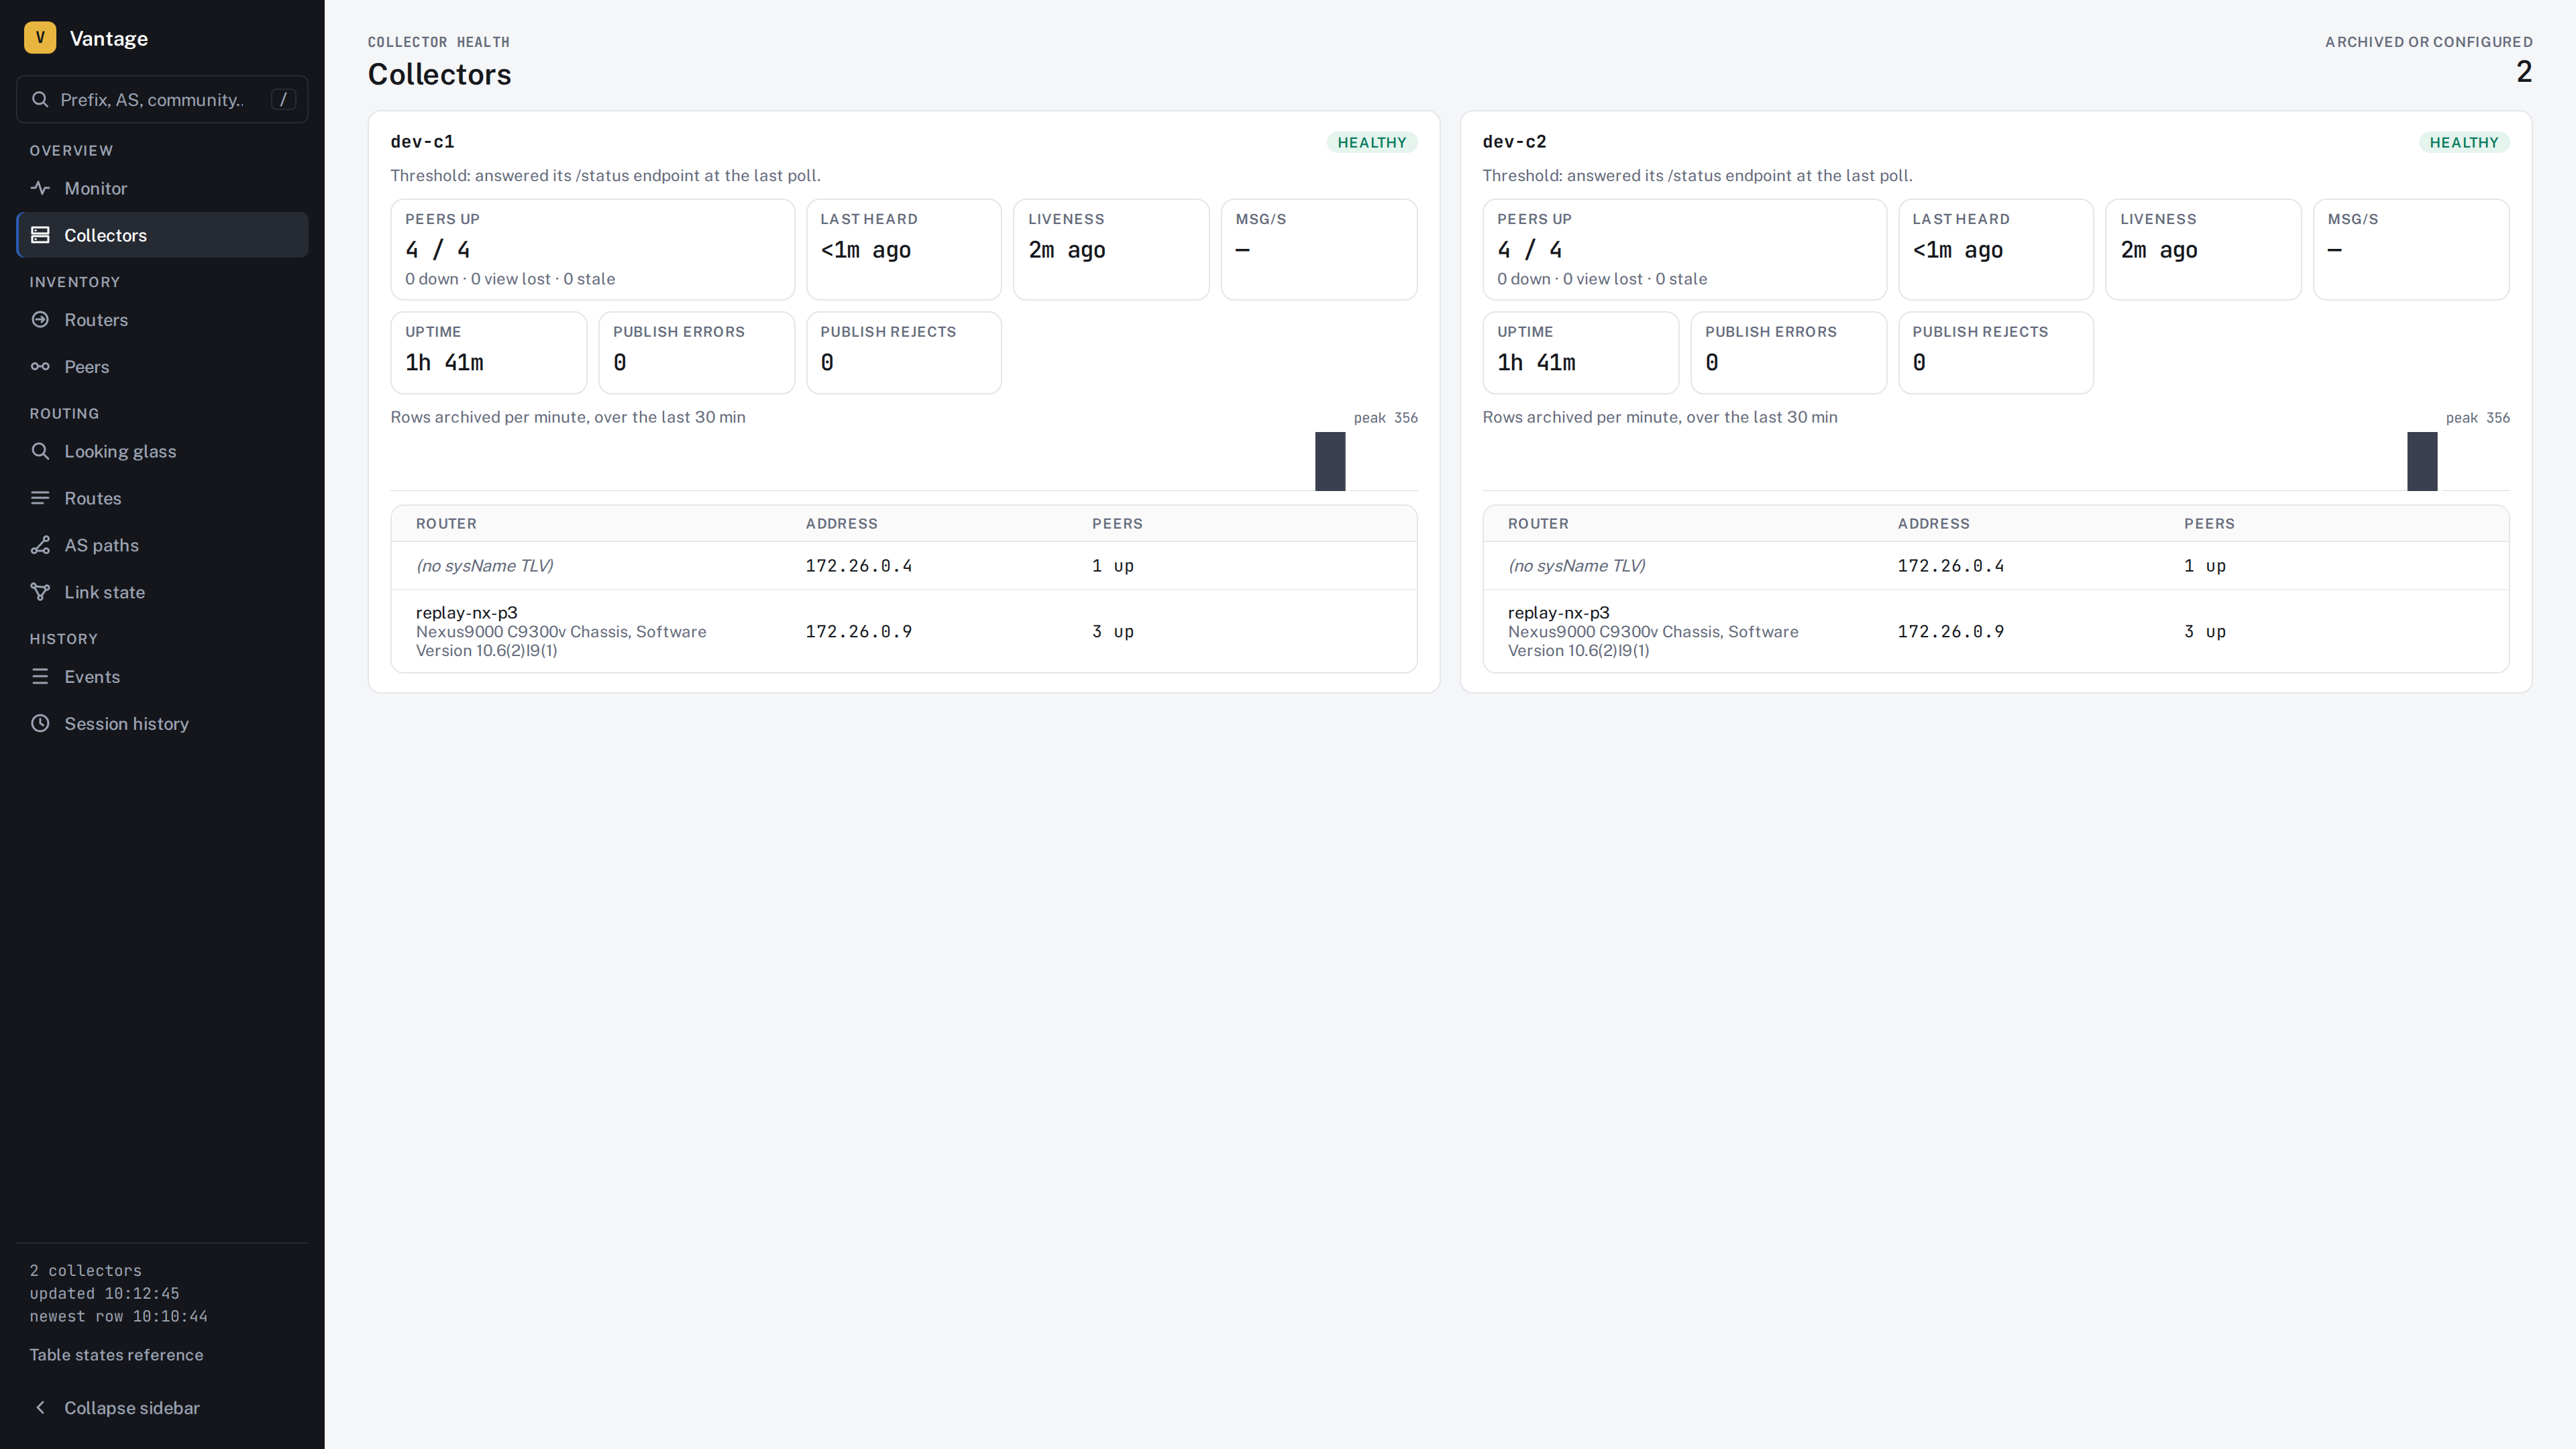 V
Vantage
Prefix, AS, community..
/
OVERVIEW
Monitor
Collectors
INVENTORY
Routers
Peers
ROUTING
Looking glass
Routes
AS paths
Link state
HISTORY
Events
Session history
2 collectors
updated 10:12:45
newest row 10:10:44
Table states reference
Collapse sidebar
COLLECTOR HEALTH
Collectors
ARCHIVED OR CONFIGURED
2
dev-c1
HEALTHY
Threshold: answered its /status endpoint at the last poll.
PEERS UP
4 / 4
0 down · 0 view lost · 0 stale
LAST HEARD
<1m ago
LIVENESS
2m ago
MSG/S
—
UPTIME
1h 41m
PUBLISH ERRORS
0
PUBLISH REJECTS
0
Rows archived per minute, over the last 30 min
peak 356
ROUTER ADDRESS PEERS
(no sysName TLV) 172.26.0.4 1 up
replay-nx-p3
Nexus9000 C9300v Chassis, Software
Version 10.6(2)I9(1)
172.26.0.9 3 up
dev-c2
HEALTHY
Threshold: answered its /status endpoint at the last poll.
PEERS UP
4 / 4
0 down · 0 view lost · 0 stale
LAST HEARD
<1m ago
LIVENESS
2m ago
MSG/S
—
UPTIME
1h 41m
PUBLISH ERRORS
0
PUBLISH REJECTS
0
Rows archived per minute, over the last 30 min
peak 356
ROUTER ADDRESS PEERS
(no sysName TLV) 172.26.0.4 1 up
replay-nx-p3
Nexus9000 C9300v Chassis, Software
Version 10.6(2)I9(1)
172.26.0.9 3 up